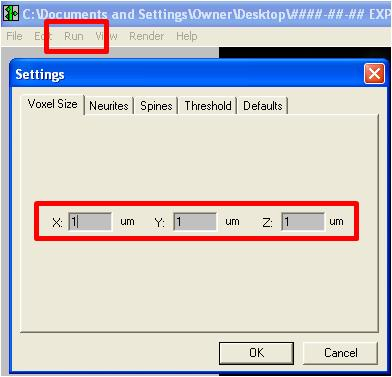 C:\Documents and Settings\Owner\Desktop\####-##-## EXP
File Edit Run View Render Help
Settings
Voxel Size Neurites Spines Threshold Defaults
X: 1 um Y: 1 um Z: 1 um
OK Cancel